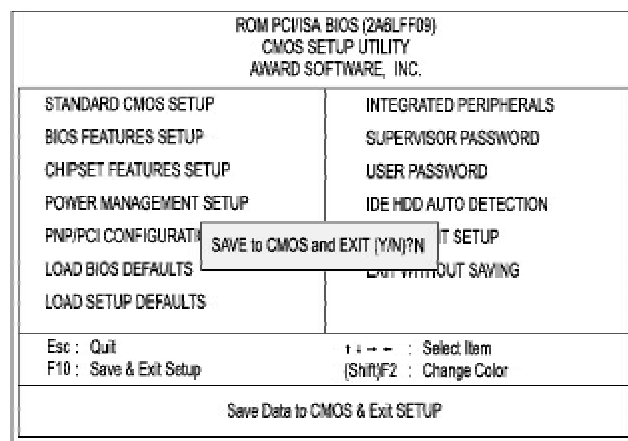 ROM PCI/ISA BIOS (2A6LFF09)
CMOS SETUP UTILITY
AWARD SOFTWARE, INC.
STANDARD CMOS SETUP
BIOS FEATURES SETUP
CHIPSET FEATURES SETUP
POWER MANAGEMENT SETUP
PNP/PCI
LOAD BIOS DEFAULTS
LOAD SETUP DEFAULTS
INTEGRATED PERIPHERALS
SUPERVISOR PASSWORD
USER PASSWORD
IDE HDD AUTO DETECTION
SETUP
EXIT WITHOUT SAVING
SAVE to CMOS and EXIT (Y/N)?N
Esc : Quit
F10 : Save & Exit Setup
↑ ↓ → ← : Select Item
(Shift)F2 : Change Color
Save Data to CMOS & Exit SETUP